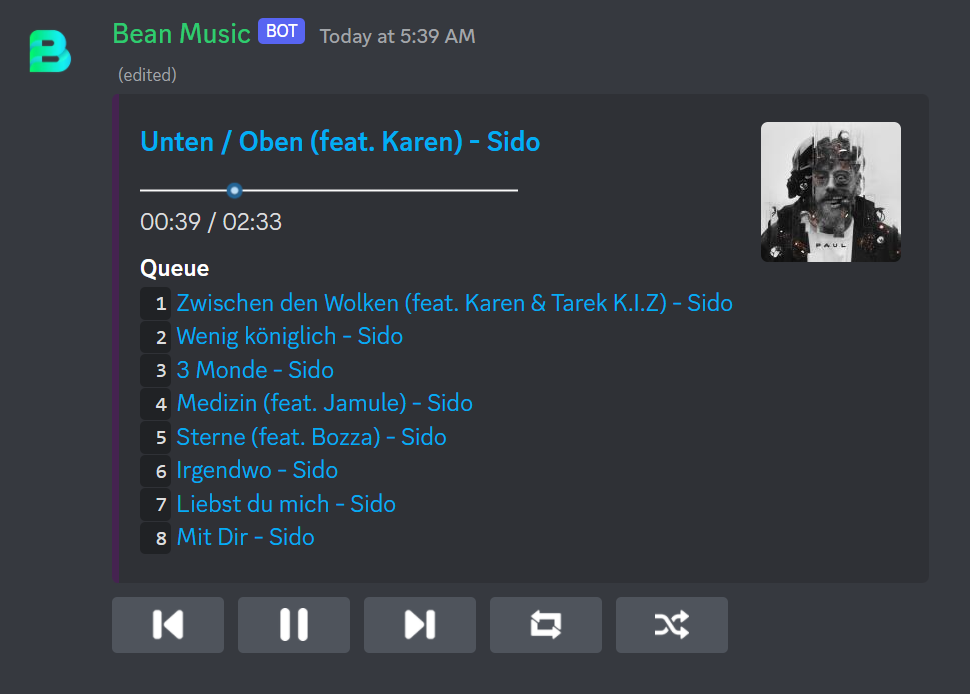 Bean Music BOT Today at 5:39 AM
(edited)
Unten / Oben (feat. Karen) - Sido
00:39 / 02:33
PAUL
Queue
1 Zwischen den Wolken (feat. Karen & Tarek K.I.Z) - Sido
2 Wenig königlich - Sido
3 3 Monde - Sido
4 Medizin (feat. Jamule) - Sido
5 Sterne (feat. Bozza) - Sido
6 Irgendwo - Sido
7 Liebst du mich - Sido
8 Mit Dir - Sido